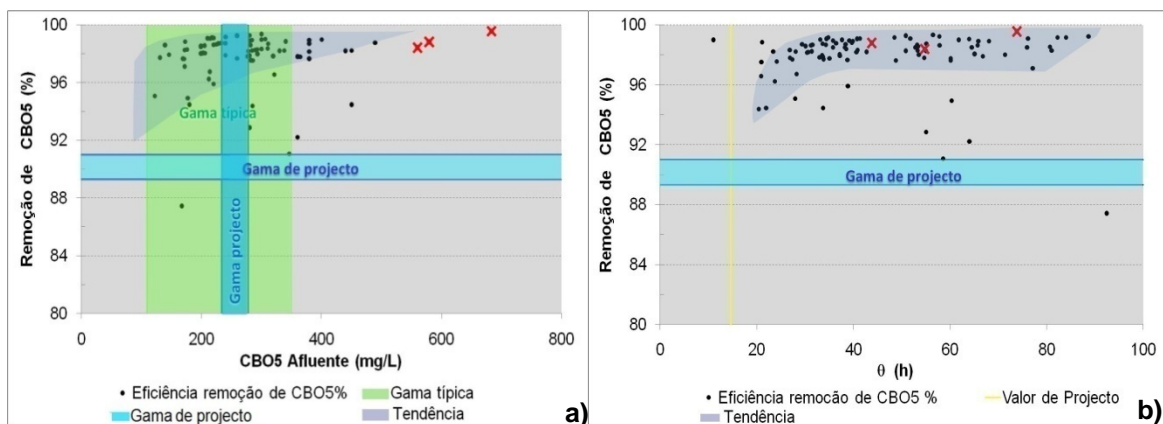 Remoção de CBO5 (%)
100
96
92
88
84
80
Gama típica
Gama de projecto
Gama projecto
0
200
400
600
800
CBO5 Afluente (mg/L)
Eficiência remoção de CBO5%
Gama típica
Gama de projecto
Tendência
a)
b)
Remoção de CBO5 (%)
100
96
92
88
84
80
Gama de projecto
0
20
40
60
80
100
θ (h)
Eficiência remocão de CBO5 %
Valor de Projecto
Tendência
b)